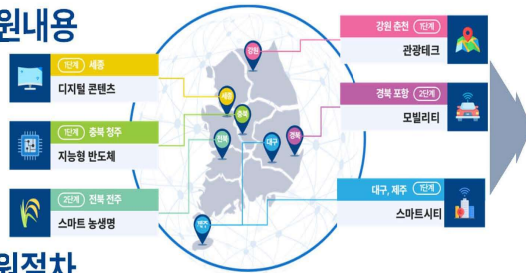 원내용
1단계 세종
디지털 콘텐츠
1단계 충북 청주
지능형 반도체
2단계 전북 전주
스마트 농생명
강원
세종
충북
전북
대구
경북
강원 춘천 1단계
관광테크
경북 포항 2단계
모빌리티
대구, 제주 1단계
스마트시티
원절차